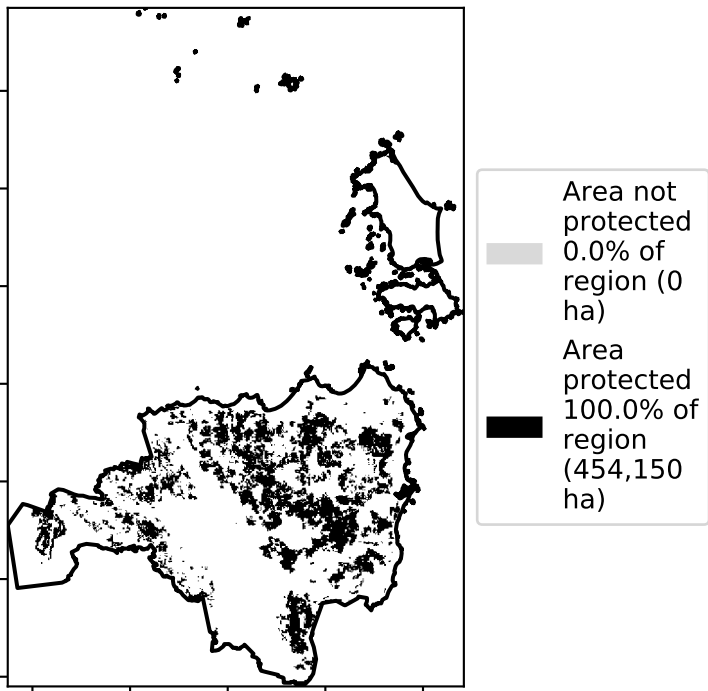 Area not
protected
0.0% of
region (0
ha)
Area
protected
100.0% of
region
(454,150
ha)